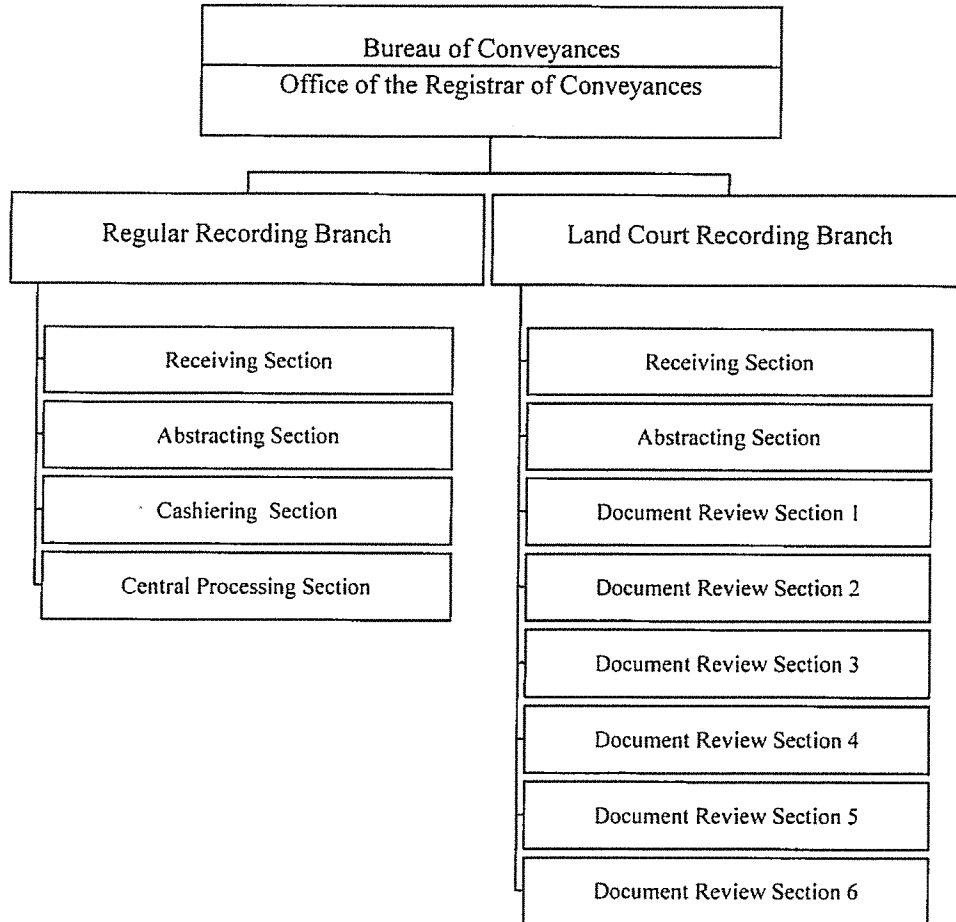 Bureau of Conveyances
Office of the Registrar of Conveyances
Regular Recording Branch
Receiving Section
Abstracting Section
Cashiering Section
Central Processing Section
Land Court Recording Branch
Receiving Section
Abstracting Section
Document Review Section 1
Document Review Section 2
Document Review Section 3
Document Review Section 4
Document Review Section 5
Document Review Section 6